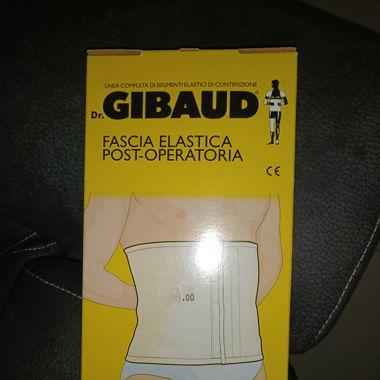 LINEA COMPLETA DI SEGMENTI ELASTICI DI CONTENZIONE
Dr. GIBAUD®
FASCIA ELASTICA
POST-OPERATORIA
CE